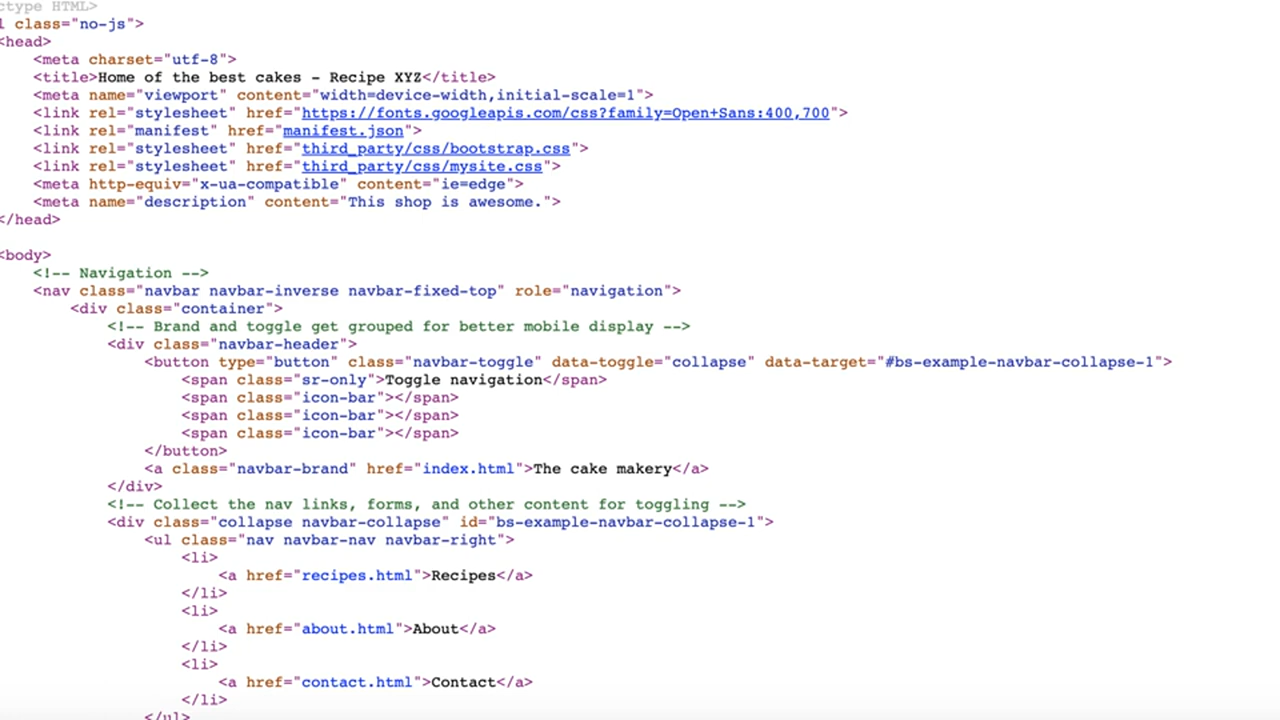 ctype HTML>
l class="no-js">
<head>
<meta charset="utf-8">
<title>Home of the best cakes - Recipe XYZ</title>
<meta name="viewport" content="width=device-width,initial-scale=1">
<link rel="stylesheet" href="https://fonts.googleapis.com/css?family=Open+Sans:400,700">
<link rel="manifest" href="manifest.json">
<link rel="stylesheet" href="third_party/css/bootstrap.css">
<link rel="stylesheet" href="third_party/css/mysite.css">
<meta http-equiv="x-ua-compatible" content="ie=edge">
<meta name="description" content="This shop is awesome.">
</head>
<body>
<!-- Navigation -->
<nav class="navbar navbar-inverse navbar-fixed-top" role="navigation">
<div class="container">
<!-- Brand and toggle get grouped for better mobile display -->
<div class="navbar-header">
<button type="button" class="navbar-toggle" data-toggle="collapse" data-target="#bs-example-navbar-collapse-1">
<span class="sr-only">Toggle navigation</span>
<span class="icon-bar"></span>
<span class="icon-bar"></span>
<span class="icon-bar"></span>
</button>
<a class="navbar-brand" href="index.html">The cake makery</a>
</div>
<!-- Collect the nav links, forms, and other content for toggling -->
<div class="collapse navbar-collapse" id="bs-example-navbar-collapse-1">
<ul class="nav navbar-nav navbar-right">
<li>
<a href="recipes.html">Recipes</a>
</li>
<li>
<a href="about.html">About</a>
</li>
<li>
<a href="contact.html">Contact</a>
</li>
</ul>